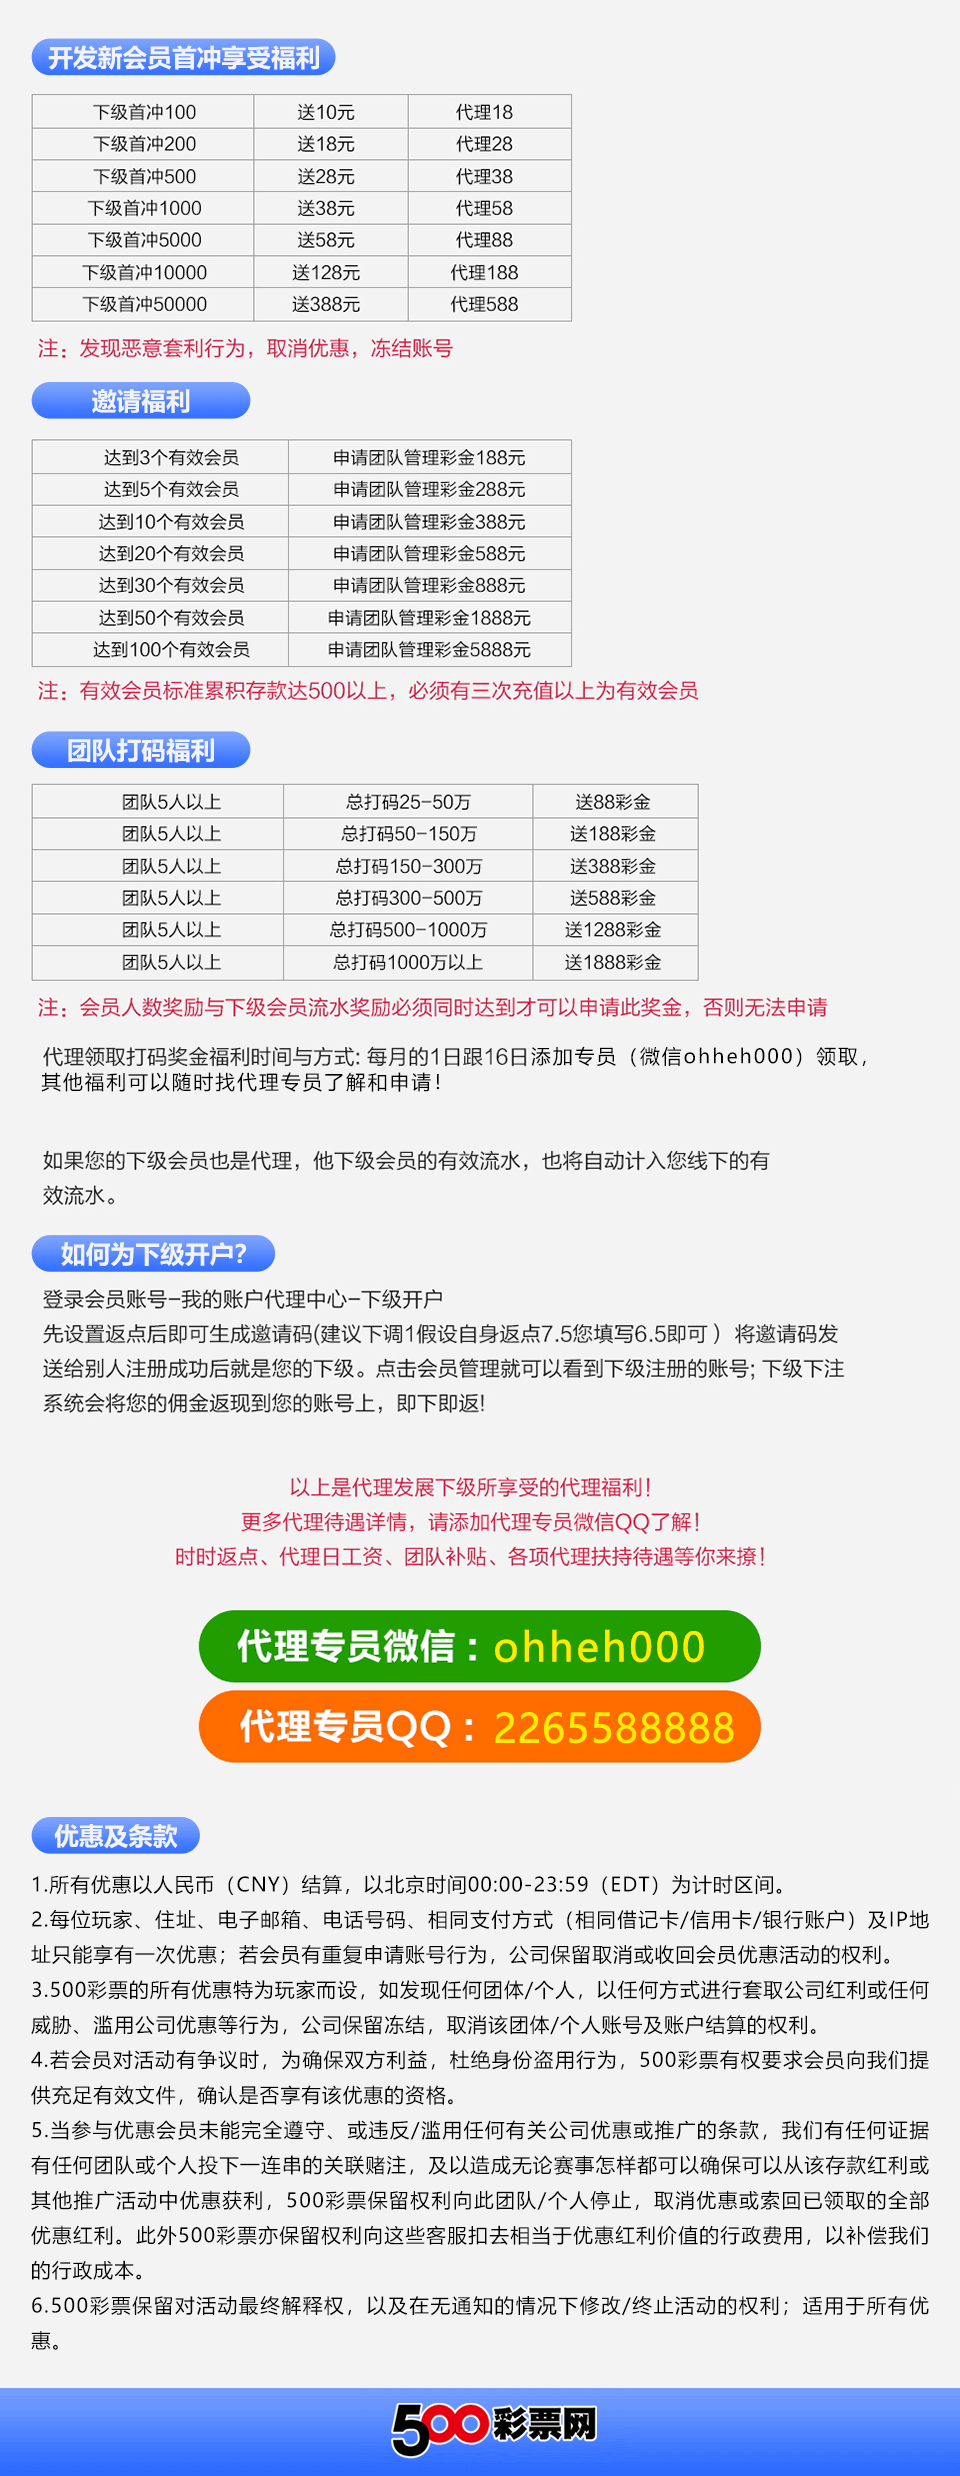 开发新会员首冲享受福利
下级首冲100 送10元 代理18
下级首冲200 送18元 代理28
下级首冲500 送28元 代理38
下级首冲1000 送38元 代理58
下级首冲5000 送58元 代理88
下级首冲10000 送128元 代理188
下级首冲50000 送388元 代理588
注：发现恶意套利行为，取消优惠，冻结账号
邀请福利
达到3个有效会员 申请团队管理彩金188元
达到5个有效会员 申请团队管理彩金288元
达到10个有效会员 申请团队管理彩金388元
达到20个有效会员 申请团队管理彩金588元
达到30个有效会员 申请团队管理彩金888元
达到50个有效会员 申请团队管理彩金1888元
达到100个有效会员 申请团队管理彩金5888元
注：有效会员标准累积存款达500以上，必须有三次充值以上为有效会员
团队打码福利
团队5人以上 总打码25-50万 送88彩金
团队5人以上 总打码50-150万 送188彩金
团队5人以上 总打码150-300万 送388彩金
团队5人以上 总打码300-500万 送588彩金
团队5人以上 总打码500-1000万 送1288彩金
团队5人以上 总打码1000万以上 送1888彩金
注：会员人数奖励与下级会员流水奖励必须同时达到才可以申请此奖金，否则无法申请
代理领取打码奖金福利时间与方式: 每月的1日跟16日添加专员（微信ohheh000）领取，
其他福利可以随时找代理专员了解和申请！
如果您的下级会员也是代理，他下级会员的有效流水，也将自动计入您线下的有
效流水。
如何为下级开户？
登录会员账号-我的账户代理中心-下级开户
先设置返点后即可生成邀请码(建议下调1假设自身返点7.5您填写6.5即可）将邀请码发
送给别人注册成功后就是您的下级。点击会员管理就可以看到下级注册的账号; 下级下注
系统会将您的佣金返现到您的账号上，即下即返!
以上是代理发展下级所享受的代理福利！
更多代理待遇详情，请添加代理专员微信QQ了解！
时时返点、代理日工资、团队补贴、各项代理扶持待遇等你来撩！
代理专员微信：ohheh000
代理专员QQ：2265588888
优惠及条款
1.所有优惠以人民币（CNY）结算，以北京时间00:00-23:59（EDT）为计时区间。
2.每位玩家、住址、电子邮箱、电话号码、相同支付方式（相同借记卡/信用卡/银行账户）及IP地
址只能享有一次优惠；若会员有重复申请账号行为，公司保留取消或收回会员优惠活动的权利。
3.500彩票的所有优惠特为玩家而设，如发现任何团体/个人，以任何方式进行套取公司红利或任何
威胁、滥用公司优惠等行为，公司保留冻结，取消该团体/个人账号及账户结算的权利。
4.若会员对活动有争议时，为确保双方利益，杜绝身份盗用行为，500彩票有权要求会员向我们提
供充足有效文件，确认是否享有该优惠的资格。
5.当参与优惠会员未能完全遵守、或违反/滥用任何有关公司优惠或推广的条款，我们有任何证据
有任何团队或个人投下一连串的关联赌注，及以造成无论赛事怎样都可以确保可以从该存款红利或
其他推广活动中优惠获利，500彩票保留权利向此团队/个人停止，取消优惠或索回已领取的全部
优惠红利。此外500彩票亦保留权利向这些客服扣去相当于优惠红利价值的行政费用，以补偿我们
的行政成本。
6.500彩票保留对活动最终解释权，以及在无通知的情况下修改/终止活动的权利；适用于所有优
惠。
500彩票网